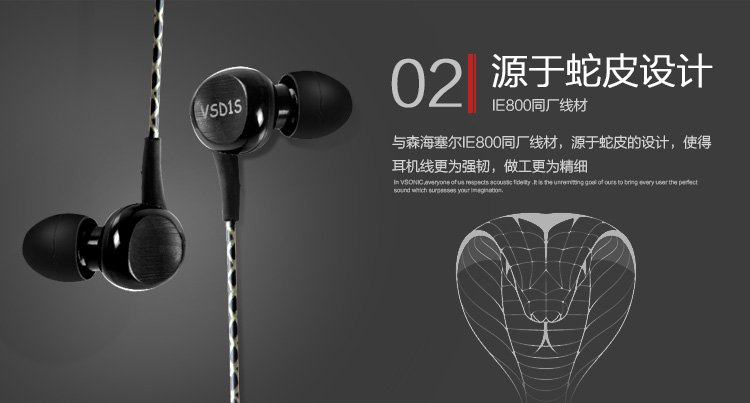 VSD1S
02
源于蛇皮设计
IE800同厂线材
与森海塞尔IE800同厂线材，源于蛇皮的设计，使得
耳机线更为强韧，做工更为精细
In VSONIC,everyone of us respects acoustic fidelity .It is the unremitting goal of ours to bring every user the perfect
sound which surpasses your imagination.